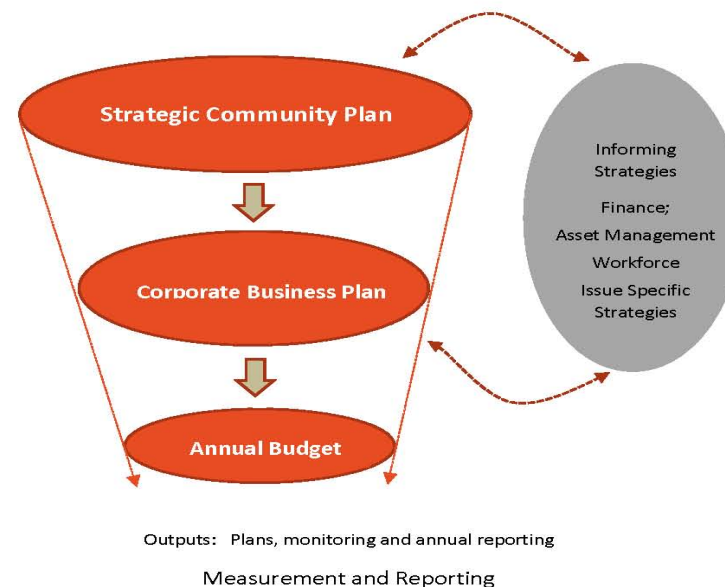 Strategic Community Plan
Corporate Business Plan
Annual Budget
Informing
Strategies
Finance;
Asset Management
Workforce
Issue Specific
Strategies
Outputs: Plans, monitoring and annual reporting
Measurement and Reporting